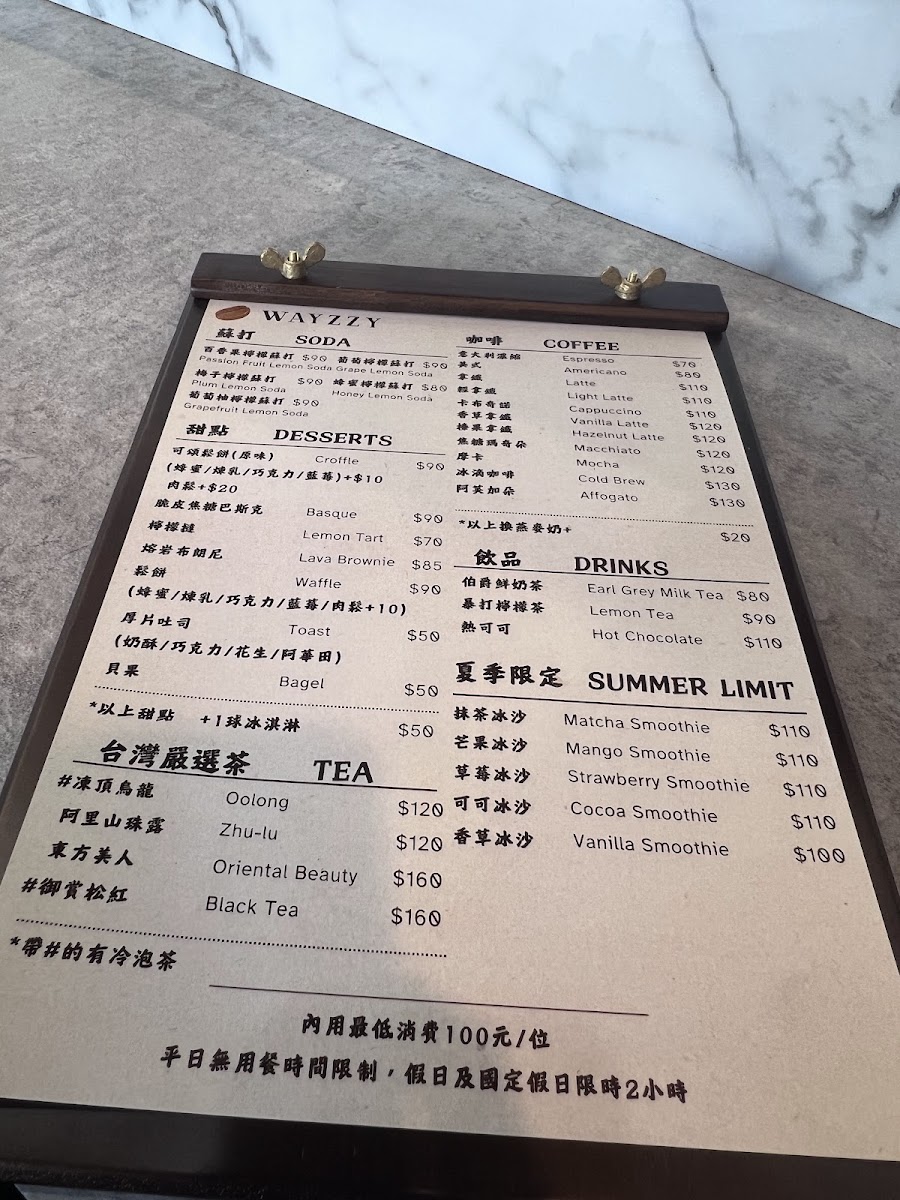 WAYZZY
蘇打 SODA
百香果檸檬蘇打 $90 葡萄檸檬蘇打 $90
Passion Fruit Lemon Soda Grape Lemon Soda
梅子檸檬蘇打 $90 蜂蜜檸檬蘇打 $80
Plum Lemon Soda Honey Lemon Soda
葡萄柚檸檬蘇打 $90
Grapefruit Lemon Soda
甜點 DESSERTS
可頌鬆餅(原味) Croffle $90
(蜂蜜/煉乳/巧克力/藍莓)+$10
肉鬆+$20
脆皮焦糖巴斯克 Basque $90
檸檬撻 Lemon Tart $70
熔岩布朗尼 Lava Brownie $85
鬆餅 Waffle $90
(蜂蜜/煉乳/巧克力/藍莓/肉鬆+10)
厚片吐司 Toast $50
(奶酥/巧克力/花生/阿華田)
貝果 Bagel $50
*以上甜點 +1球冰淇淋 $50
台灣嚴選茶 TEA
#凍頂烏龍 Oolong $120
阿里山珠露 Zhu-lu $120
東方美人 Oriental Beauty $160
#御賞松紅 Black Tea $160
*帶#的有冷泡茶
咖啡 COFFEE
意大利濃縮 Espresso $70
美式 Americano $80
拿鐵 Latte $110
輕拿鐵 Light Latte $110
卡布奇諾 Cappuccino $110
香草拿鐵 Vanilla Latte $120
榛果拿鐵 Hazelnut Latte $120
焦糖瑪奇朵 Macchiato $120
摩卡 Mocha $120
冰滴咖啡 Cold Brew $130
阿芙加朵 Affogato $130
*以上換燕麥奶+ $20
飲品 DRINKS
伯爵鮮奶茶 Earl Grey Milk Tea $80
暴打檸檬茶 Lemon Tea $90
熱可可 Hot Chocolate $110
夏季限定 SUMMER LIMIT
抹茶冰沙 Matcha Smoothie $110
芒果冰沙 Mango Smoothie $110
草莓冰沙 Strawberry Smoothie $110
可可冰沙 Cocoa Smoothie $110
香草冰沙 Vanilla Smoothie $100
內用最低消費100元/位
平日無用餐時間限制，假日及國定假日限時2小時